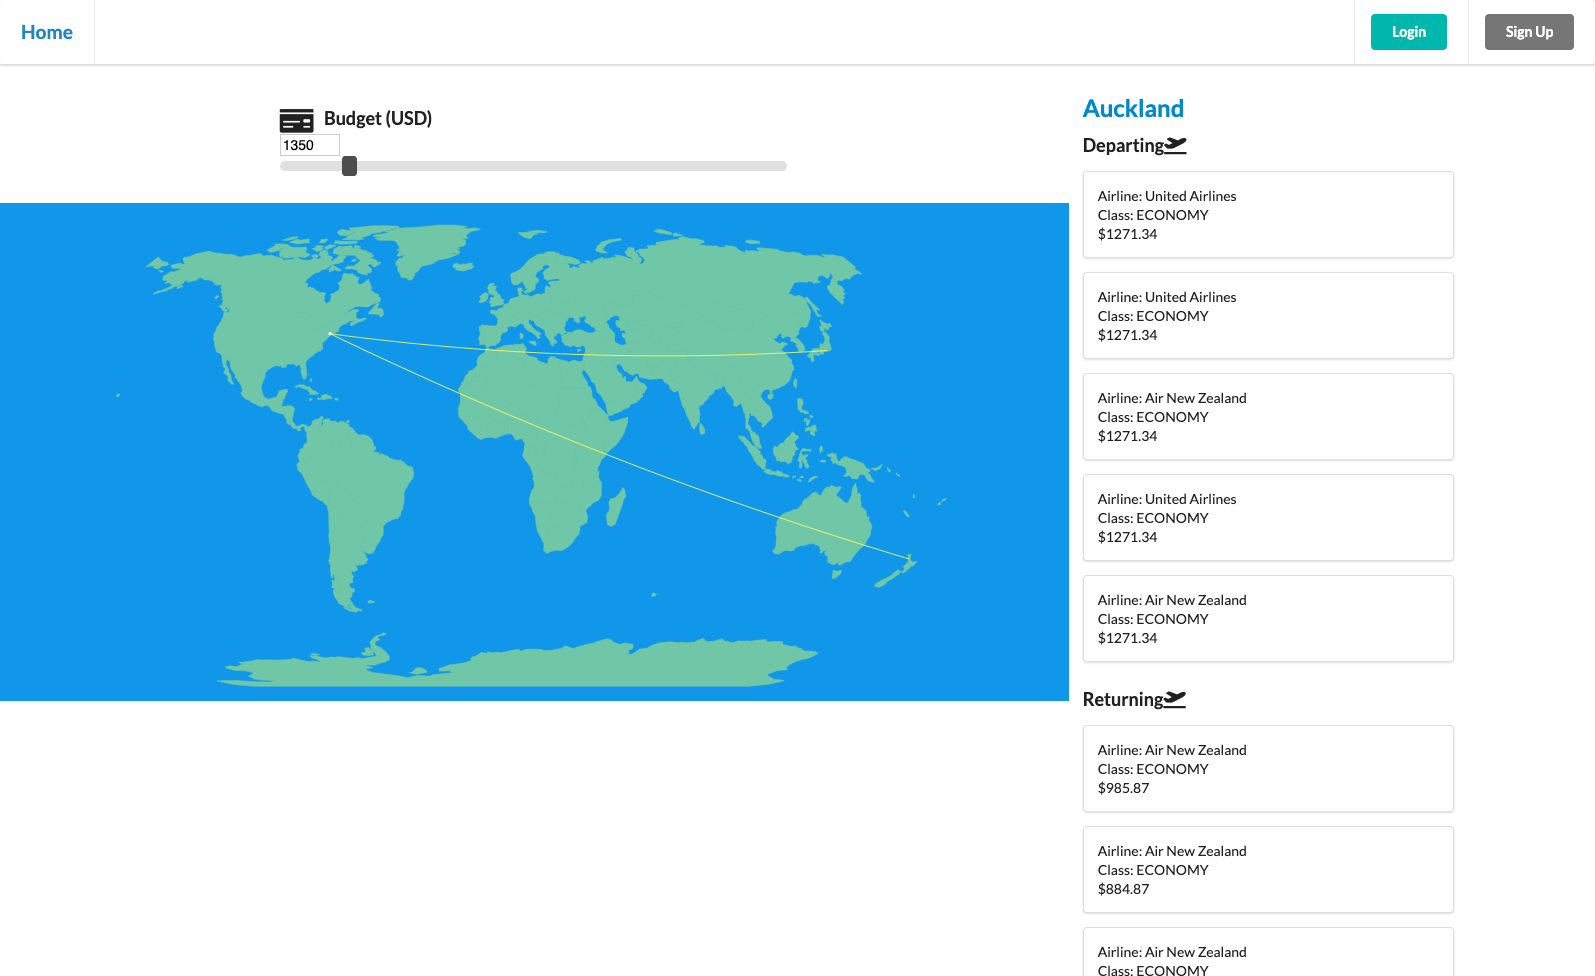 Home
Login
Sign Up
Budget (USD)
1350
Auckland
Departing
Airline: United Airlines
Class: ECONOMY
$1271.34
Airline: United Airlines
Class: ECONOMY
$1271.34
Airline: Air New Zealand
Class: ECONOMY
$1271.34
Airline: United Airlines
Class: ECONOMY
$1271.34
Airline: Air New Zealand
Class: ECONOMY
$1271.34
Returning
Airline: Air New Zealand
Class: ECONOMY
$985.87
Airline: Air New Zealand
Class: ECONOMY
$884.87
Airline: Air New Zealand
Class: ECONOMY